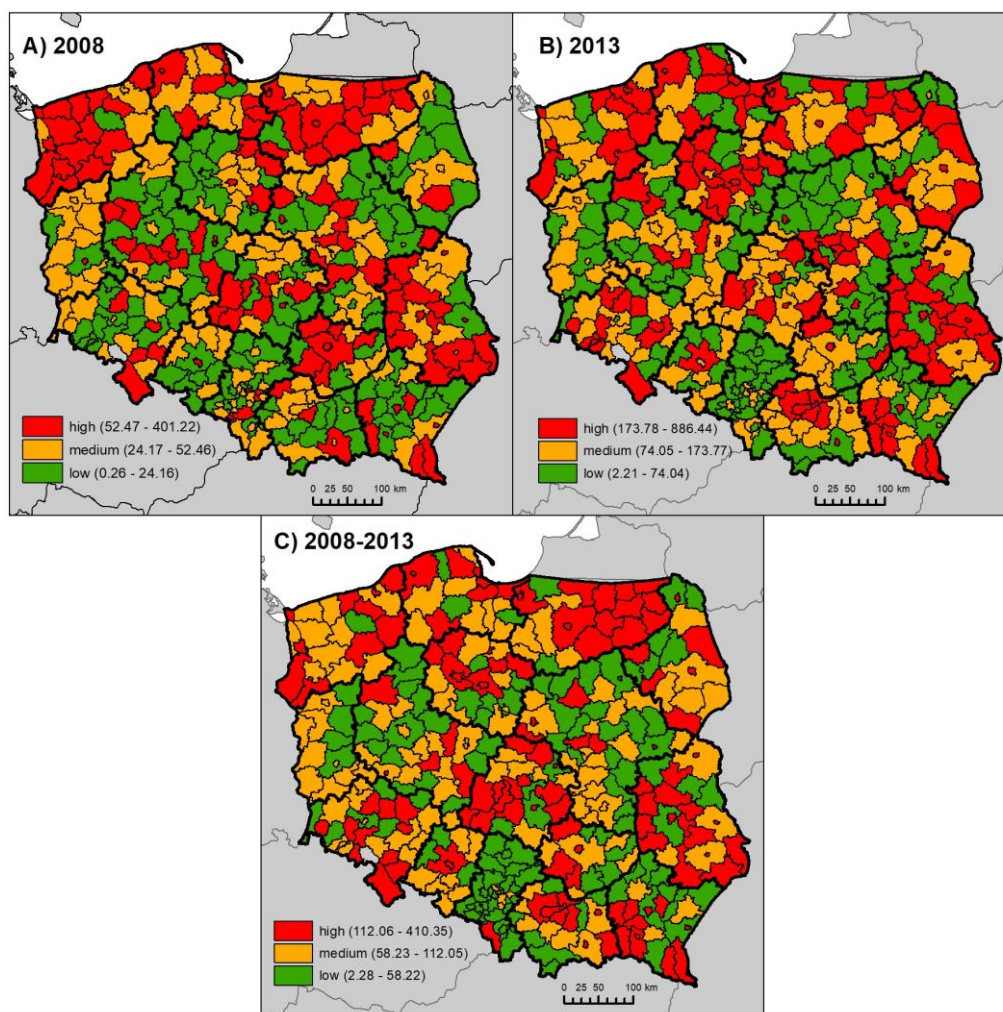 A) 2008
high (52.47 - 401.22)
medium (24.17 - 52.46)
low (0.26 - 24.16)
0 25 50 100 km
B) 2013
high (173.78 - 886.44)
medium (74.05 - 173.77)
low (2.21 - 74.04)
0 25 50 100 km
C) 2008-2013
high (112.06 - 410.35)
medium (58.23 - 112.05)
low (2.28 - 58.22)
0 25 50 100 km